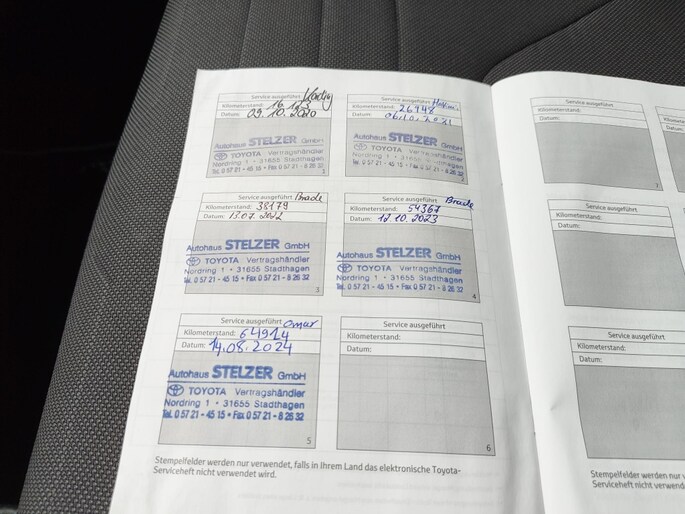 Service ausgeführt
Kilometerstand: 16 123
Datum: 09.10.2020
Autohaus STELZER GmbH
TOYOTA Vertragshändler
Nordring 1 • 31655 Stadthagen
Tel. 0 57 21 - 45 15 • Fax 0 57 21 - 8 26 32
1
Service ausgeführt
Kilometerstand: 26948
Datum: 06.10.2021
Autohaus STELZER GmbH
TOYOTA Vertragshändler
Nordring 1 • 31655 Stadthagen
Tel. 0 57 21 - 45 15 • Fax 0 57 21 - 8 26 32
Service ausgeführt Brade
Kilometerstand: 38179
Datum: 13.07.2022
Autohaus STELZER GmbH
TOYOTA Vertragshändler
Nordring 1 • 31655 Stadthagen
Tel. 0 57 21 - 45 15 • Fax 0 57 21 - 8 26 32
3
Service ausgeführt Brade
Kilometerstand: 54367
Datum: 12.10.2023
Autohaus STELZER GmbH
TOYOTA Vertragshändler
Nordring 1 • 31655 Stadthagen
Tel. 0 57 21 - 45 15 • Fax 0 57 21 - 8 26 32
4
Service ausgeführt Omar
Kilometerstand: 64914
Datum: 14.08.2024
Autohaus STELZER GmbH
TOYOTA Vertragshändler
Nordring 1 • 31655 Stadthagen
Tel. 0 57 21 - 45 15 • Fax 0 57 21 - 8 26 32
5
Service ausgeführt
Kilometerstand:
Datum:
6
Stempelfelder werden nur verwendet, falls in Ihrem Land das elektronische Toyota-
Serviceheft nicht verwendet wird.
Service ausgeführt
Kilometerstand:
Datum:
7
Service ausgeführt
Kilometerstand:
Datum:
Service ausgeführt
Kilometerstand:
Datum:
Stempelfelder werden nur
Serviceheft nicht verwend